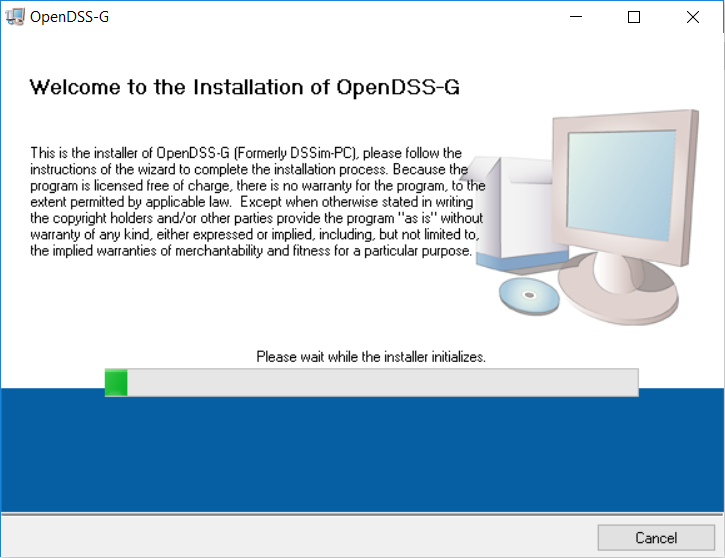 OpenDSS-G
Welcome to the Installation of OpenDSS-G
This is the installer of OpenDSS-G (Formerly DSSim-PC), please follow the
instructions of the wizard to complete the installation process. Because the
program is licensed free of charge, there is no warranty for the program, to the
extent permitted by applicable law.  Except when otherwise stated in writing
the copyright holders and/or other parties provide the program "as is" without
warranty of any kind, either expressed or implied, including, but not limited to,
the implied warranties of merchantability and fitness for a particular purpose.
Please wait while the installer initializes.
Cancel